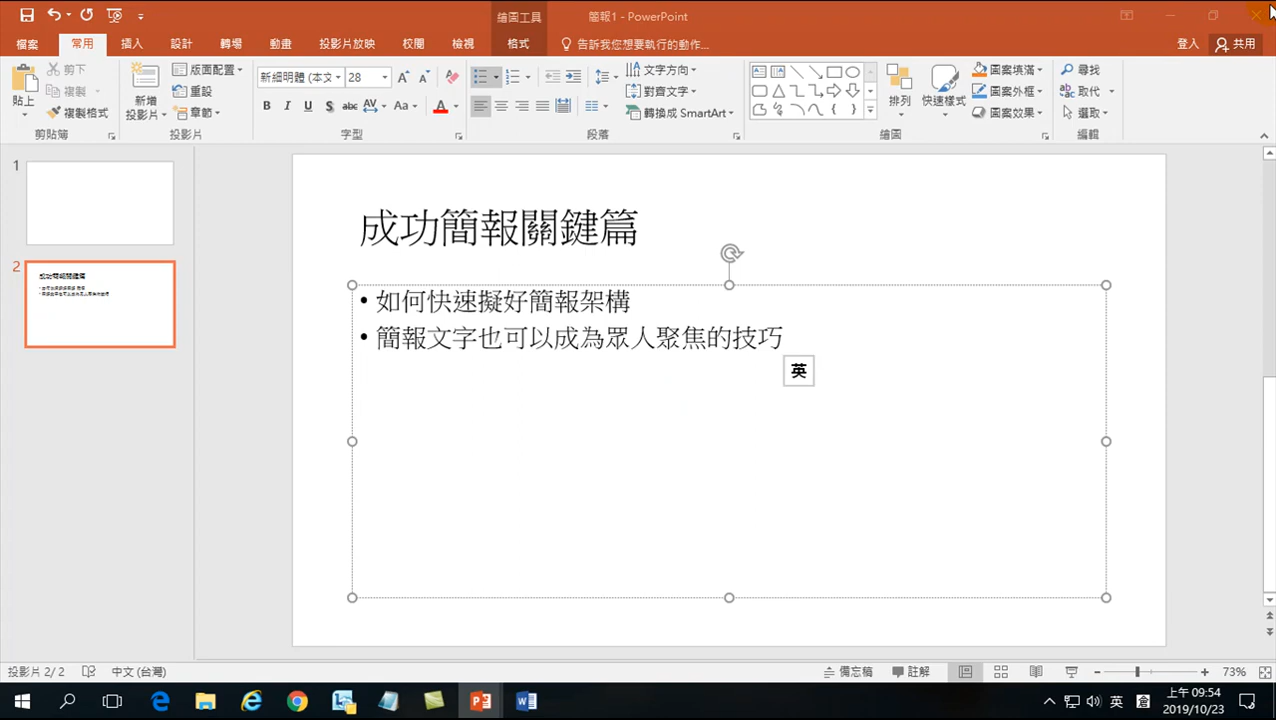 簡報1 - PowerPoint
繪圖工具
檔案 常用 插入 設計 轉場 動畫 投影片放映 校閱 檢視 格式 告訴我您想要執行的動作... 登入 共用
貼上 剪下 複製 複製格式
剪貼簿
新增投影片 版面配置 重設 章節
投影片
新細明體 (本文 28
B I U S abc AV Aa A
字型
文字方向 對齊文字 轉換成 SmartArt
段落
排列 快速樣式 圖案填滿 圖案外框 圖案效果
繪圖
尋找 取代 選取
編輯
1
2
成功簡報關鍵篇
如何快速擬好簡報架構
簡報文字也可以成為眾人聚焦的技巧
英
投影片 2/2 中文 (台灣) 備忘稿 註解 73%
英 倉 上午 09:54
2019/10/23